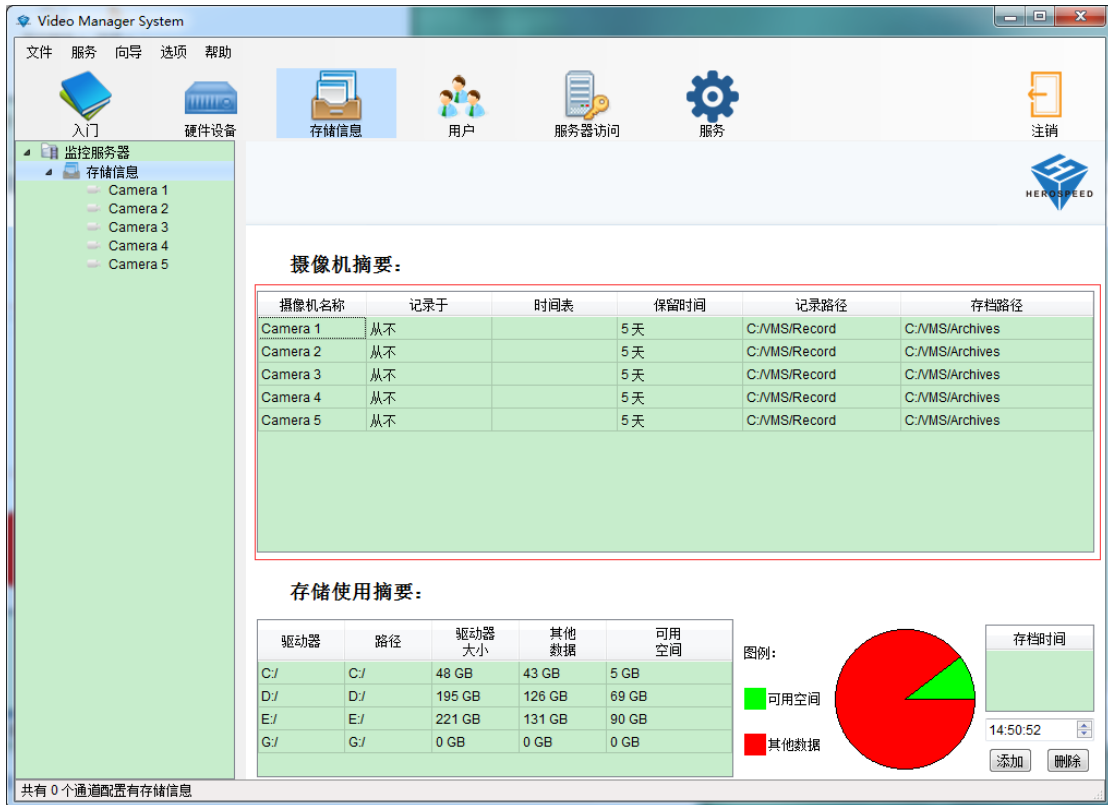 Video Manager System
文件 服务 向导 选项 帮助
入门 硬件设备 存储信息 用户 服务器访问 服务 注销
监控服务器
存储信息
Camera 1
Camera 2
Camera 3
Camera 4
Camera 5
HEROSPEED
摄像机摘要：
摄像机名称 记录于 时间表 保留时间 记录路径 存档路径
Camera 1 从不 5 天 C:/VMS/Record C:/VMS/Archives
Camera 2 从不 5 天 C:/VMS/Record C:/VMS/Archives
Camera 3 从不 5 天 C:/VMS/Record C:/VMS/Archives
Camera 4 从不 5 天 C:/VMS/Record C:/VMS/Archives
Camera 5 从不 5 天 C:/VMS/Record C:/VMS/Archives
存储使用摘要：
驱动器 路径 驱动器大小 其他数据 可用空间
C:/ C:/ 48 GB 43 GB 5 GB
D:/ D:/ 195 GB 126 GB 69 GB
E:/ E:/ 221 GB 131 GB 90 GB
G:/ G:/ 0 GB 0 GB 0 GB
图例：
可用空间
其他数据
存档时间
14:50:52
添加 删除
共有 0 个通道配置有存储信息